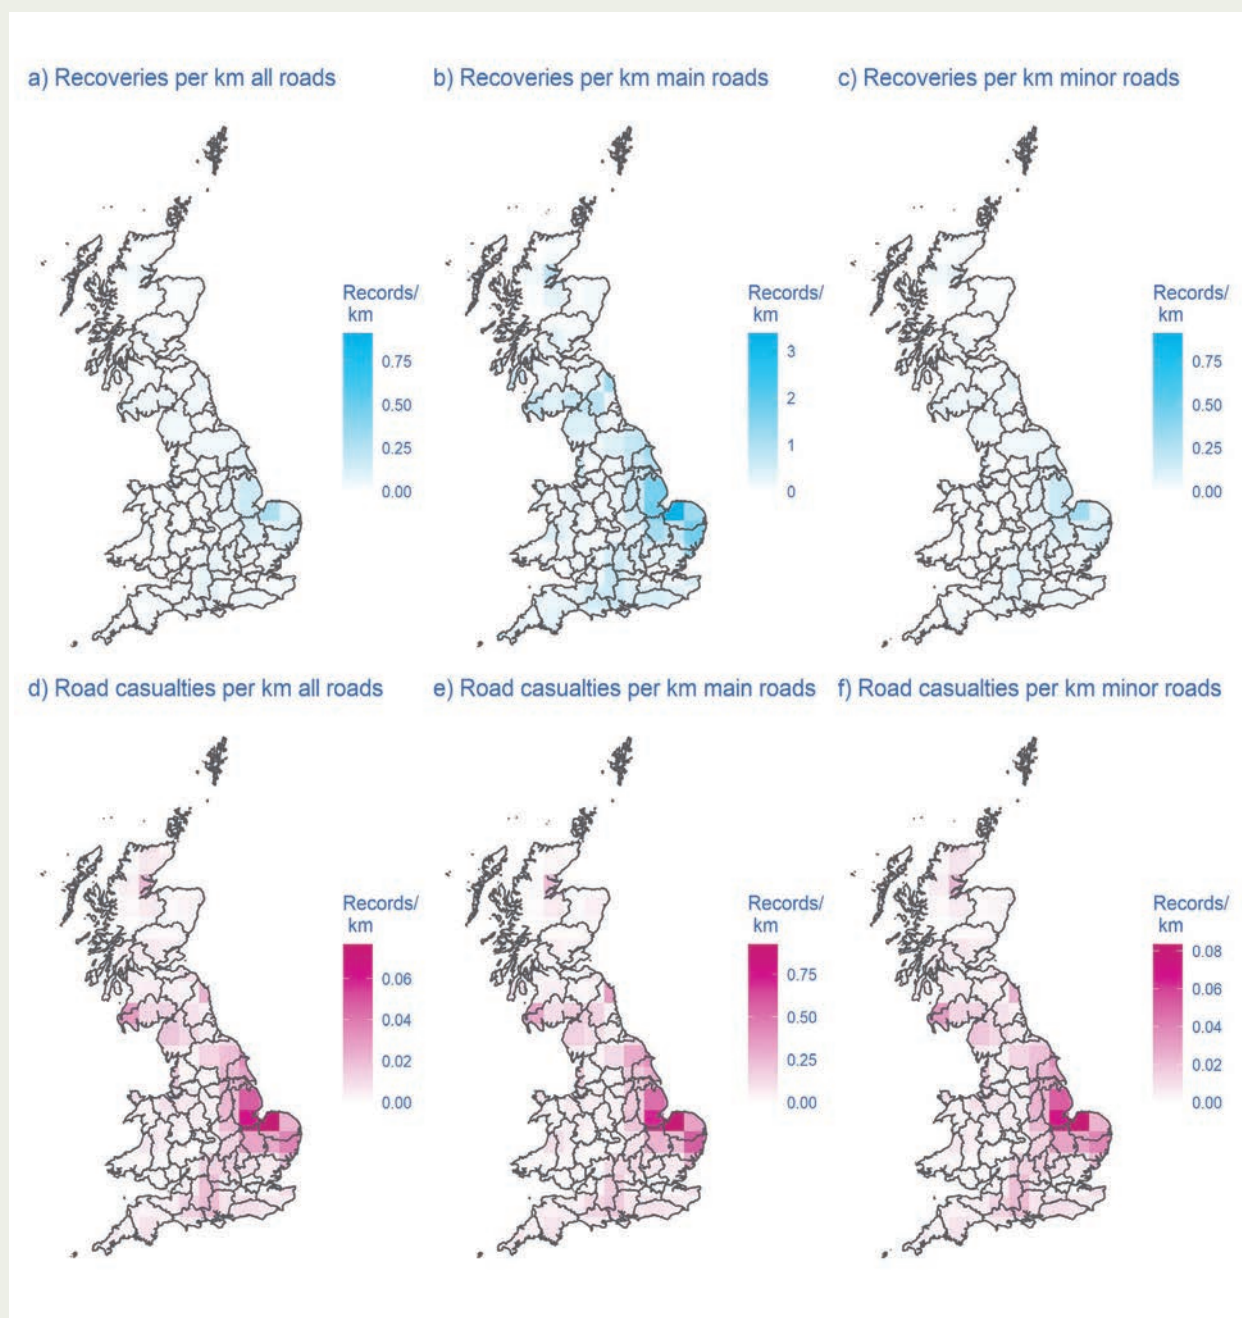 a) Recoveries per km all roads
b) Recoveries per km main roads
c) Recoveries per km minor roads
Records/
km
0.75
0.50
0.25
0.00
Records/
km
3
2
1
0
Records/
km
0.75
0.50
0.25
0.00
d) Road casualties per km all roads
e) Road casualties per km main roads
f) Road casualties per km minor roads
Records/
km
0.06
0.04
0.02
0.00
Records/
km
0.75
0.50
0.25
0.00
Records/
km
0.08
0.06
0.04
0.02
0.00